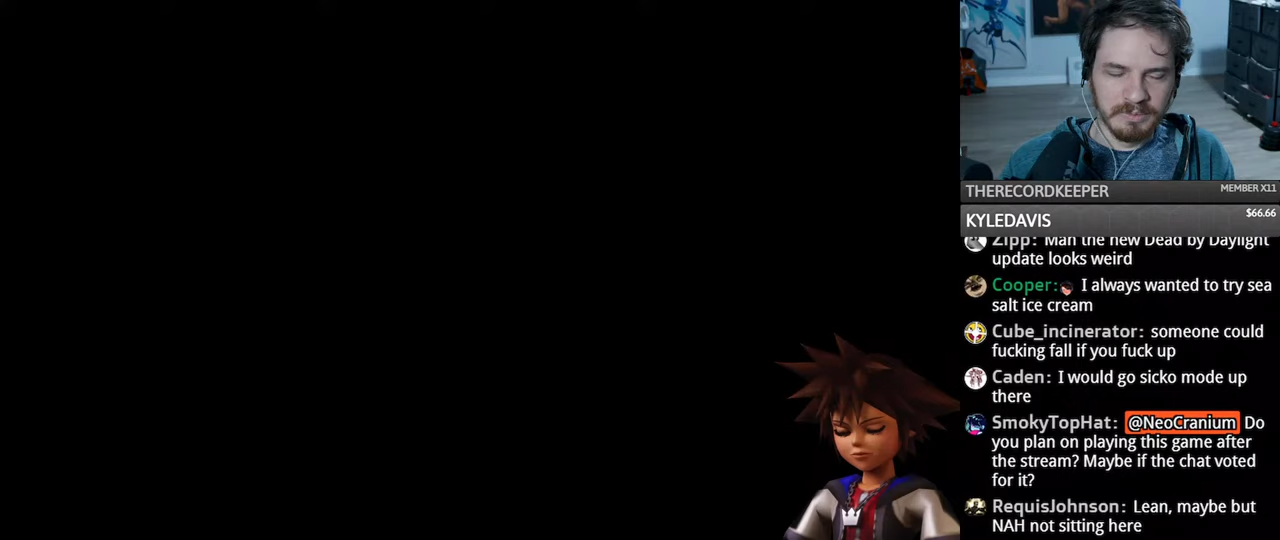 THERECORDKEEPER MEMBER X11
KYLEDAVIS $66.66
Zipp: Man the new Dead by Daylight
update looks weird
Cooper: I always wanted to try sea
salt ice cream
Cube_incinerator: someone could
fucking fall if you fuck up
Caden: I would go sicko mode up
there
SmokyTopHat: @NeoCranium Do
you plan on playing this game after
the stream? Maybe if the chat voted
for it?
RequisJohnson: Lean, maybe but
NAH not sitting here